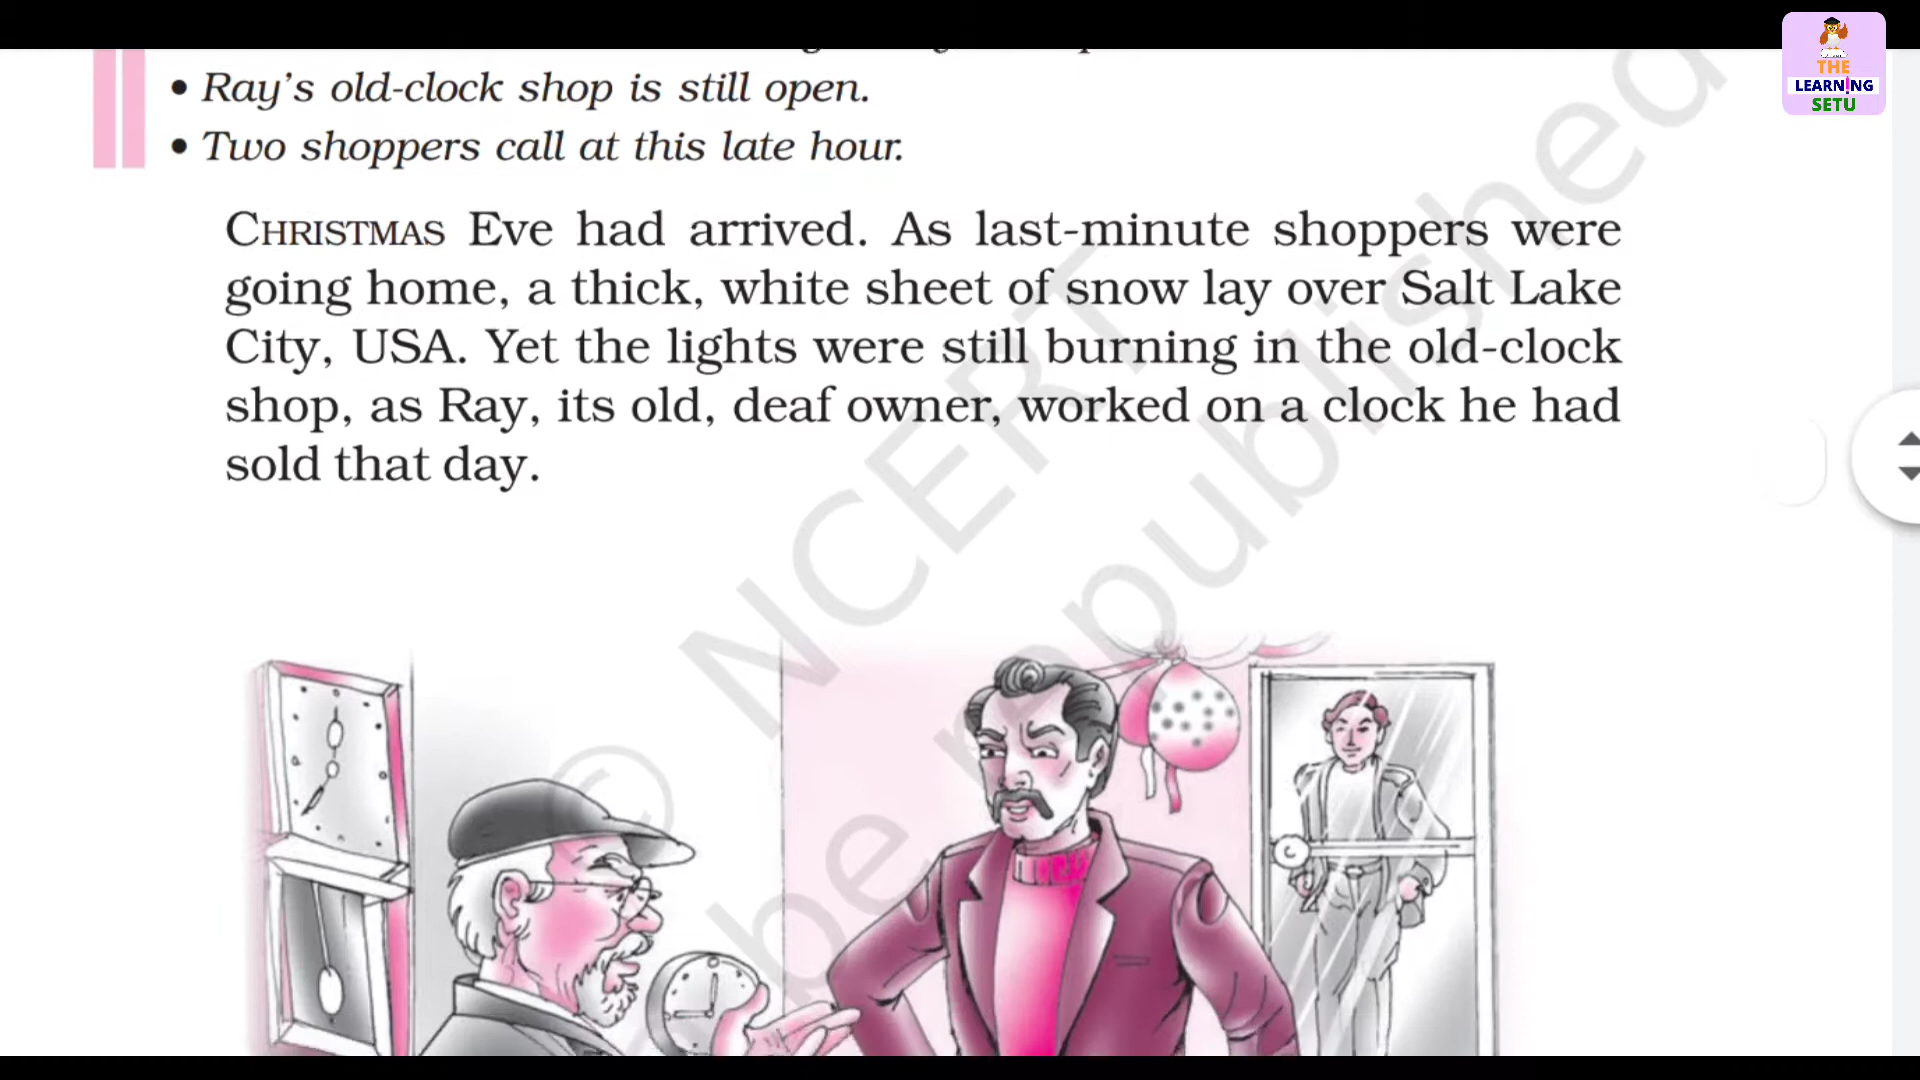 • Ray's old-clock shop is still open.
• Two shoppers call at this late hour.
CHRISTMAS Eve had arrived. As last-minute shoppers were
going home, a thick, white sheet of snow lay over Salt Lake
City, USA. Yet the lights were still burning in the old-clock
shop, as Ray, its old, deaf owner, worked on a clock he had
sold that day.
© NCERT
be republished
THE
LEARNING
SETU